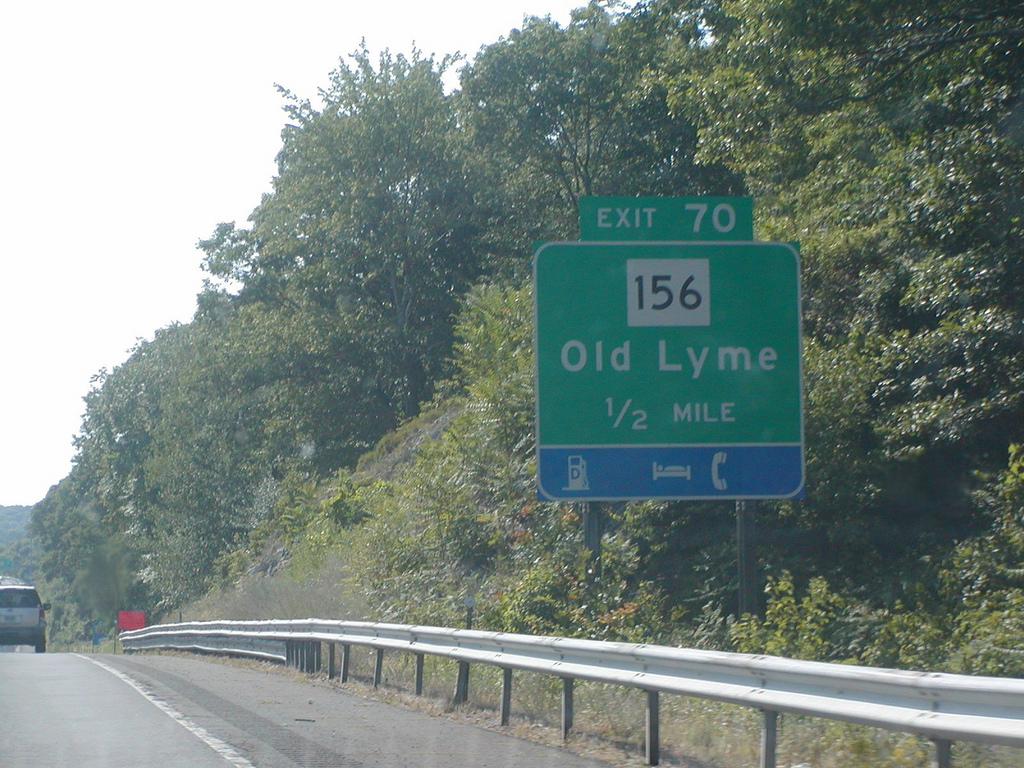 EXIT 70
156
Old Lyme
1/2 MILE
D